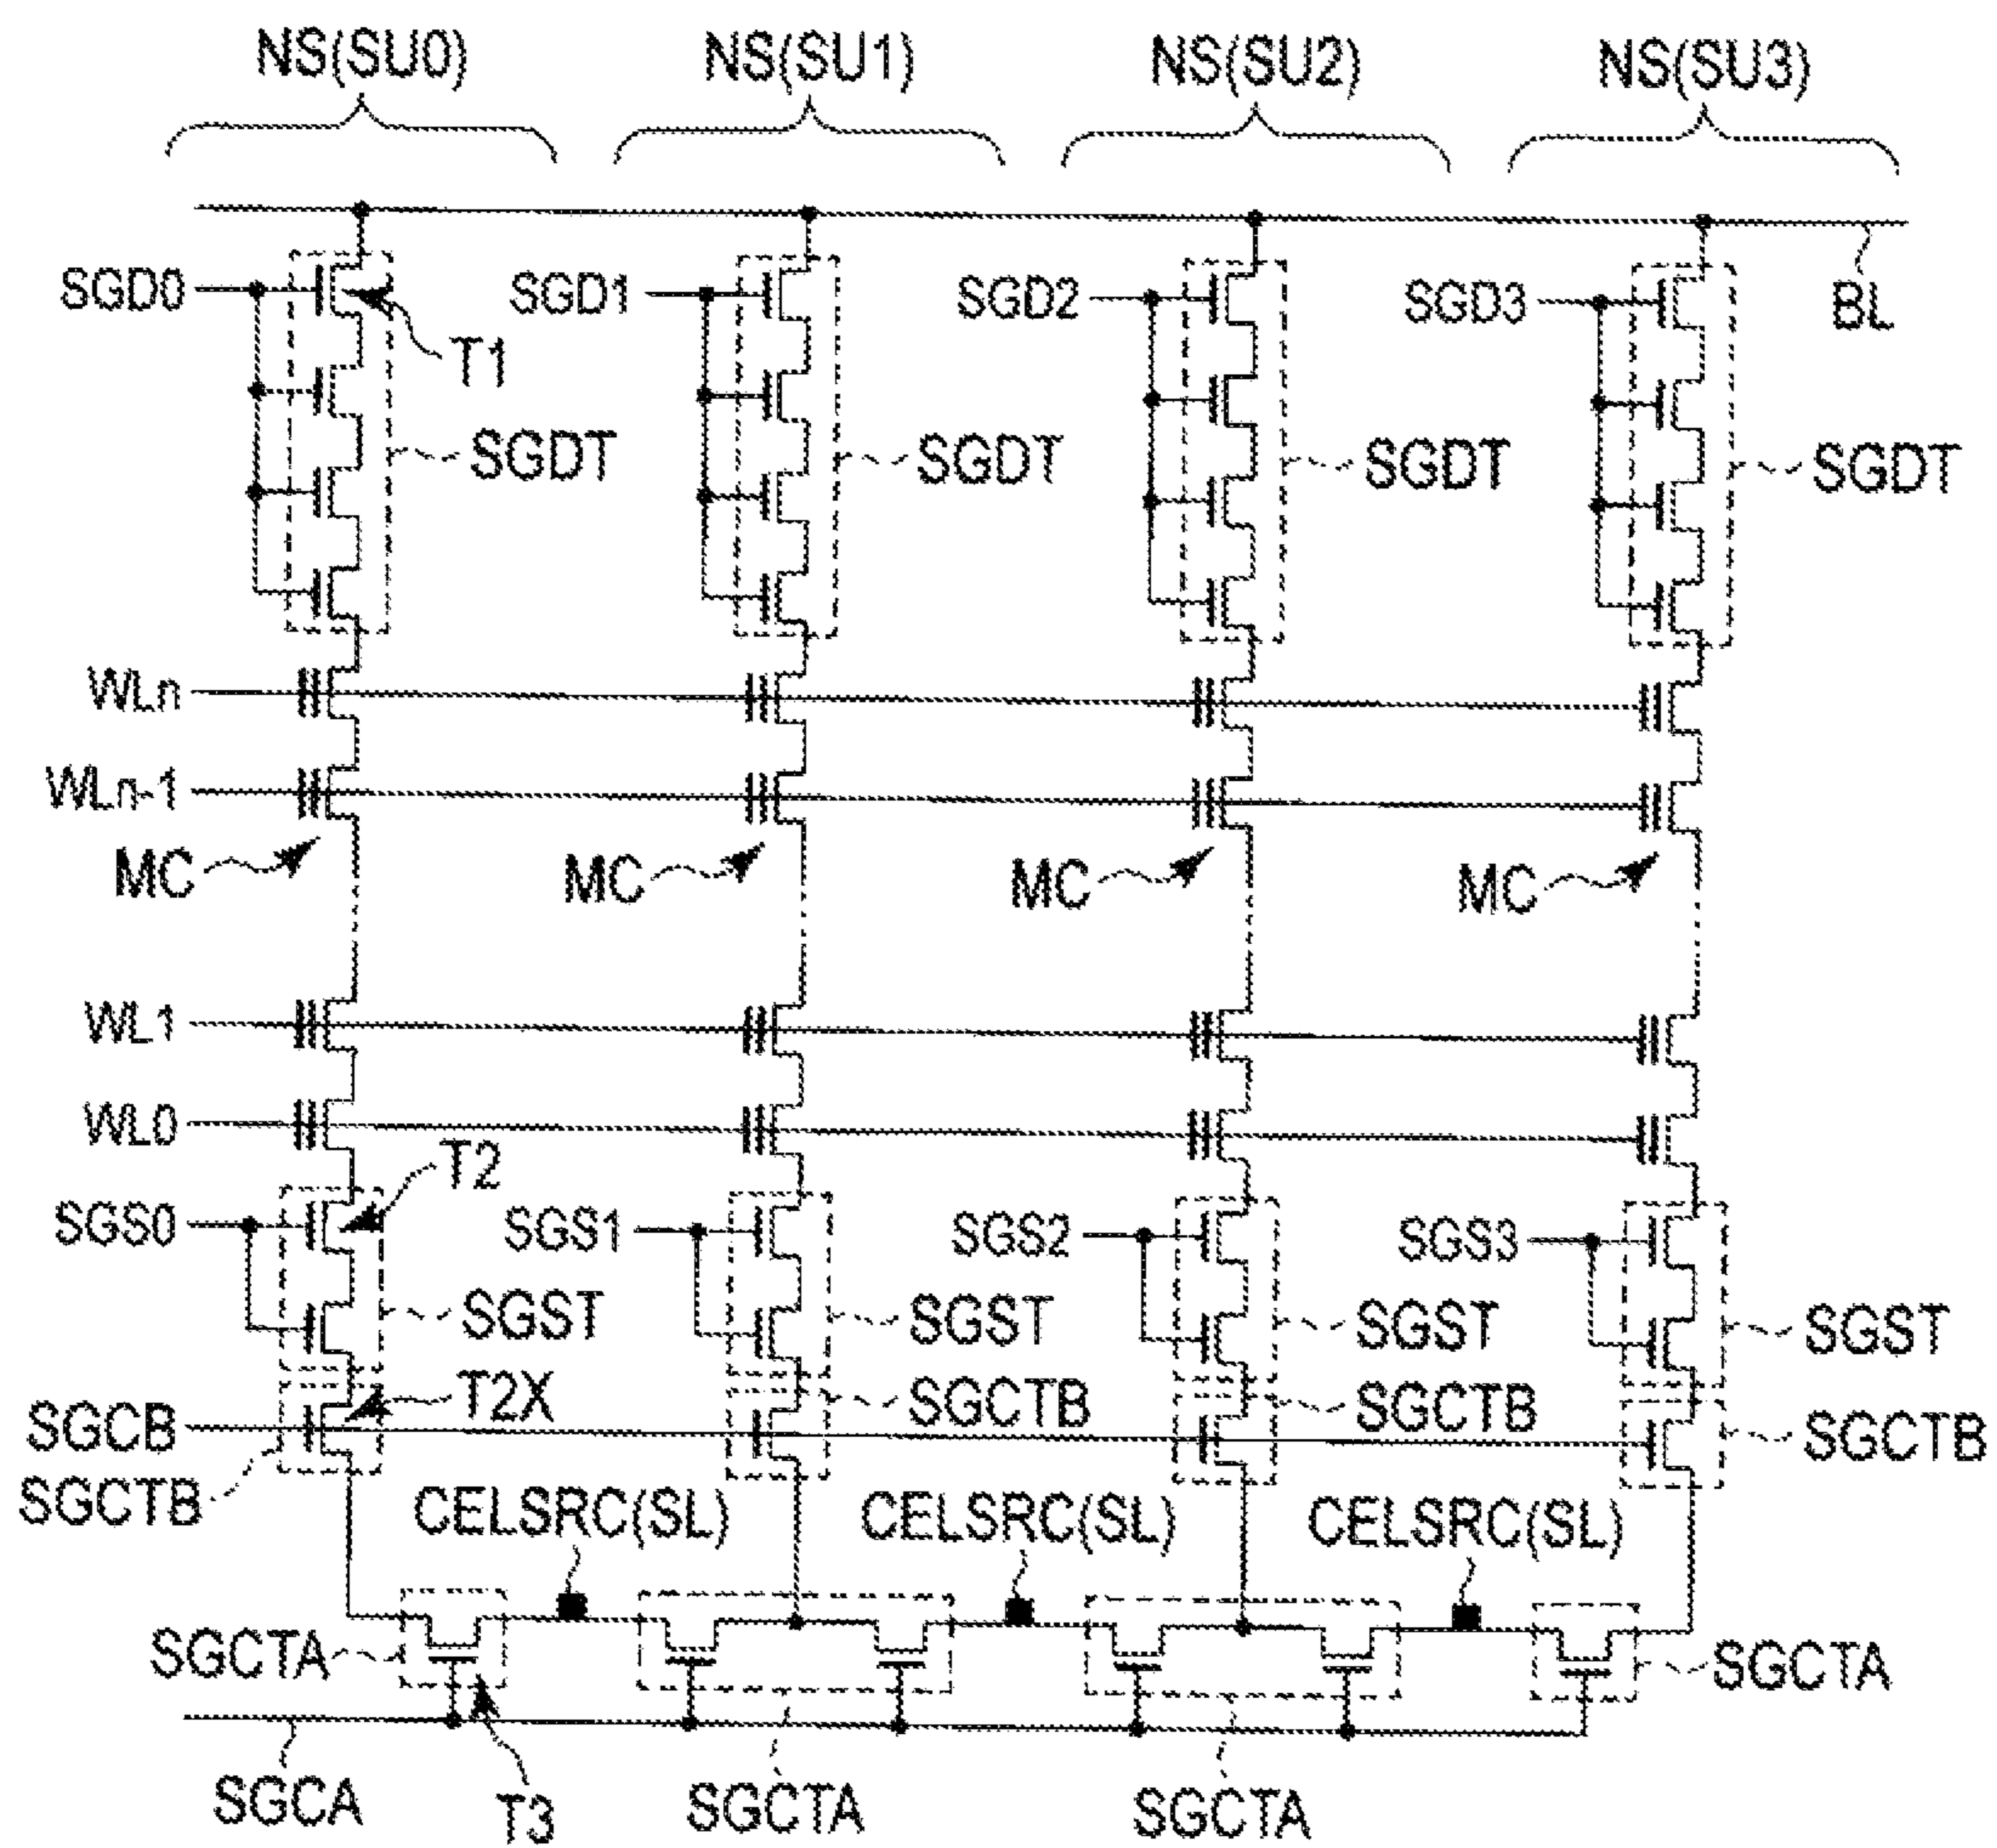 NS(SU0) NS(SU1) NS(SU2) NS(SU3)
SGD0 SGD1 SGD2 SGD3 BL
T1
SGDT SGDT SGDT SGDT
WLn
WLn-1
MC MC MC MC
WL1
WL0
T2
SGS0 SGS1 SGS2 SGS3
SGST SGST SGST SGST
T2X SGCTB SGCTB
SGCB SGCTB
SGCTB CELSRC(SL) CELSRC(SL) CELSRC(SL)
SGCTA SGCTA
SGCA T3 SGCTA SGCTA